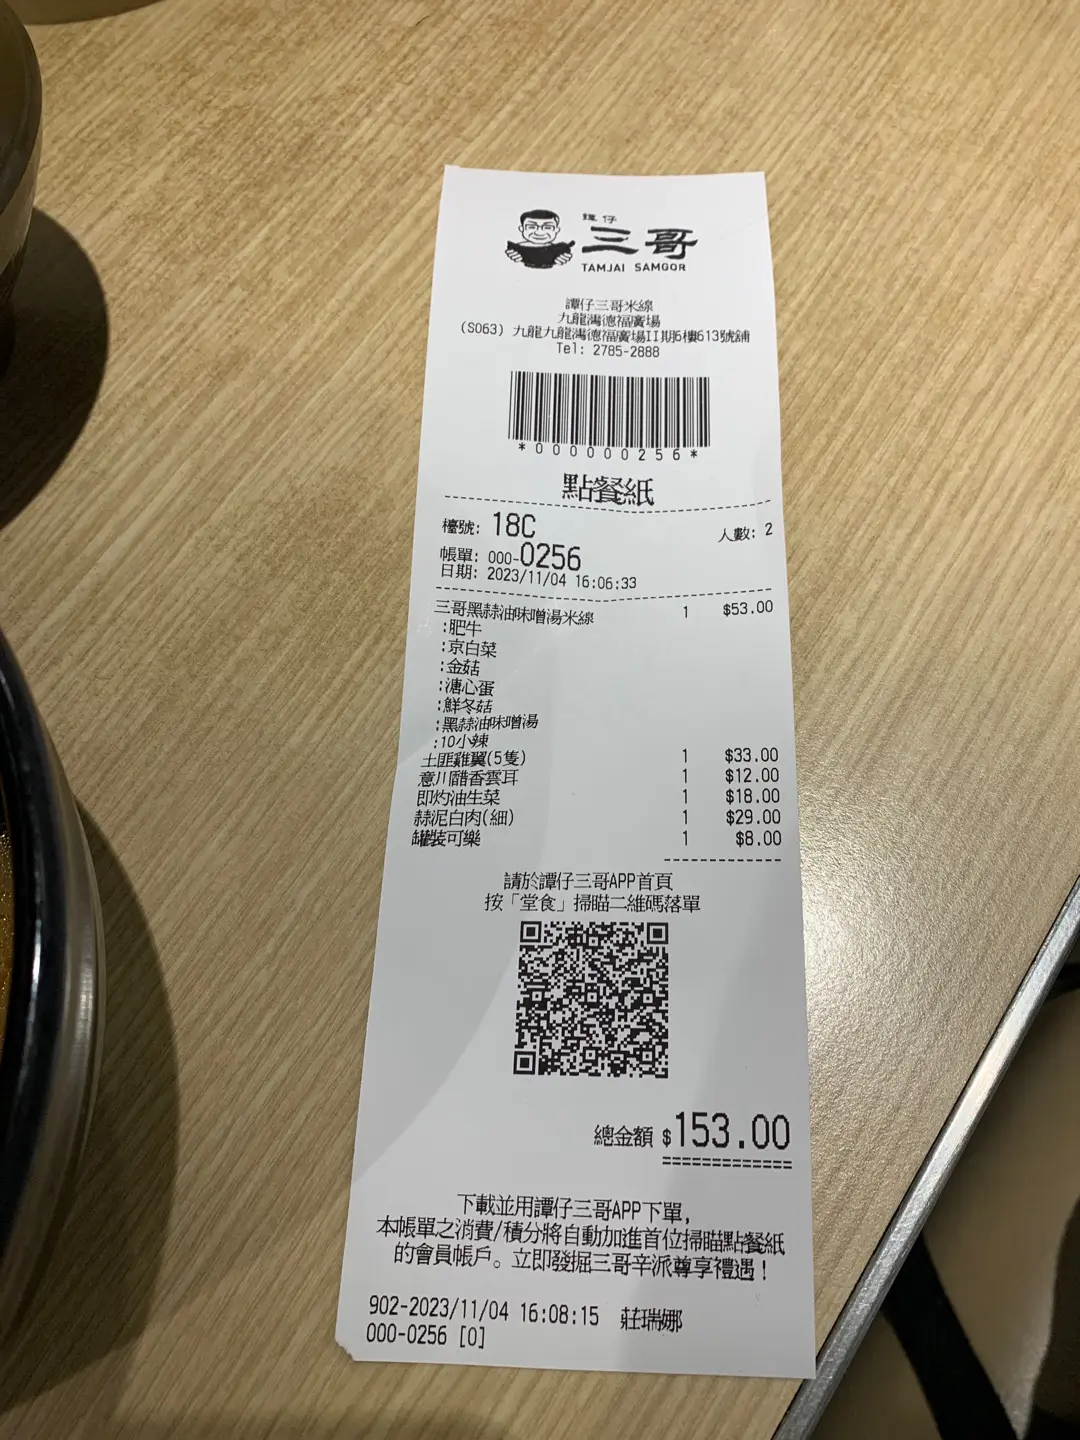 譚仔
三哥
TAMJAI SAMGOR
譚仔三哥米線
九龍灣德福廣場
(S063) 九龍九龍灣德福廣場II期6樓613號舖
Tel: 2785-2888
*000000256*
點餐紙
檯號: 18C 人數: 2
帳單: 000-0256
日期: 2023/11/04 16:06:33
三哥黑蒜油味噌湯米線 1 $53.00
:肥牛
:京白菜
:金菇
:溏心蛋
:鮮冬菇
:黑蒜油味噌湯
:10小辣
土匪雞翼(5隻) 1 $33.00
意川醋香雲耳 1 $12.00
即灼油生菜 1 $18.00
蒜泥白肉(細) 1 $29.00
罐裝可樂 1 $8.00
請於譚仔三哥APP首頁
按「堂食」掃瞄二維碼落單
總金額 $153.00
下載並用譚仔三哥APP下單,
本帳單之消費/積分將自動加進首位掃瞄點餐紙
的會員帳戶。立即發掘三哥辛派尊享禮遇!
902-2023/11/04 16:08:15 莊瑞娜
000-0256 [0]